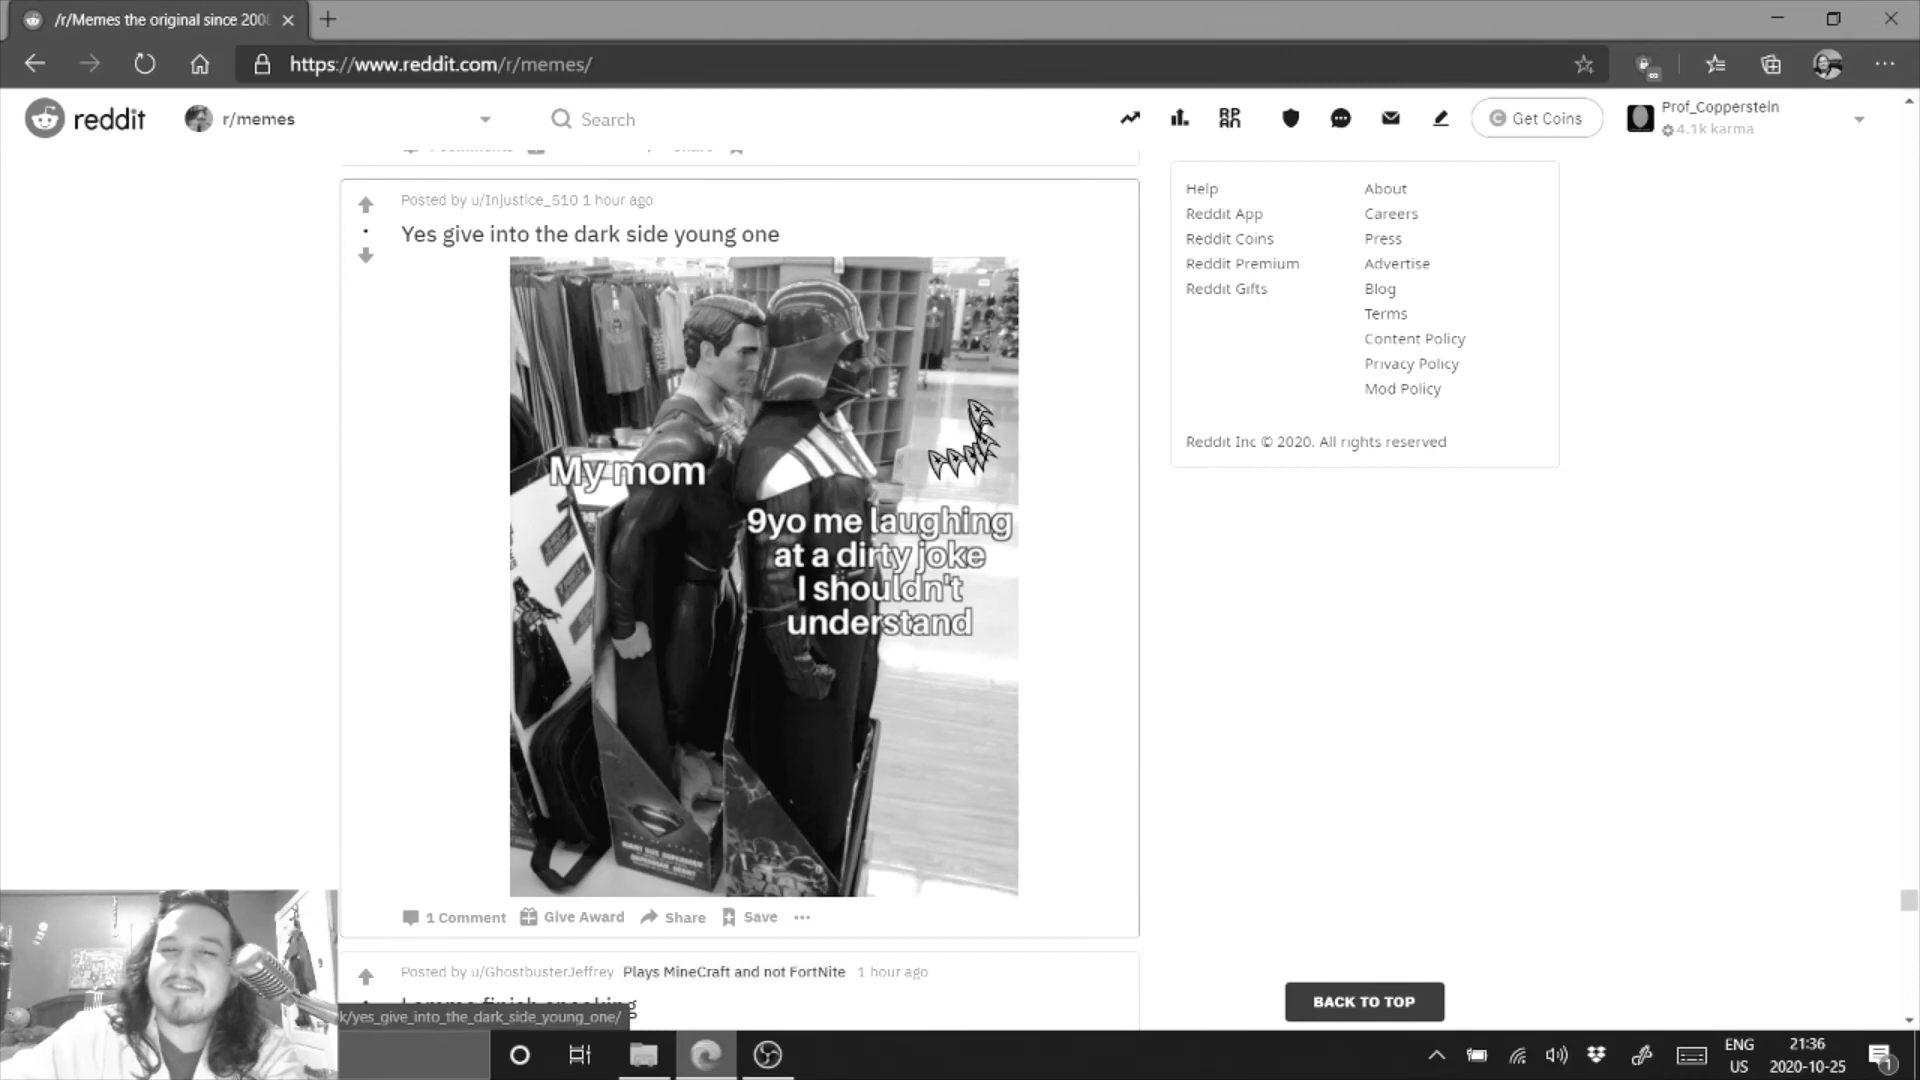 /r/Memes the original since 2008
https://www.reddit.com/r/memes/
reddit
r/memes
Search
RPAN
Get Coins
Prof_Copperstein
4.1k karma
Posted by u/Injustice_510 1 hour ago
Yes give into the dark side young one
My mom
9yo me laughing
at a dirty joke
I shouldn't
understand
1 Comment
Give Award
Share
Save
Posted by u/GhostbusterJeffrey Plays MineCraft and not FortNite 1 hour ago
k/yes_give_into_the_dark_side_young_one/
Help
Reddit App
Reddit Coins
Reddit Premium
Reddit Gifts
About
Careers
Press
Advertise
Blog
Terms
Content Policy
Privacy Policy
Mod Policy
Reddit Inc © 2020. All rights reserved
BACK TO TOP
ENG
US
21:36
2020-10-25
1